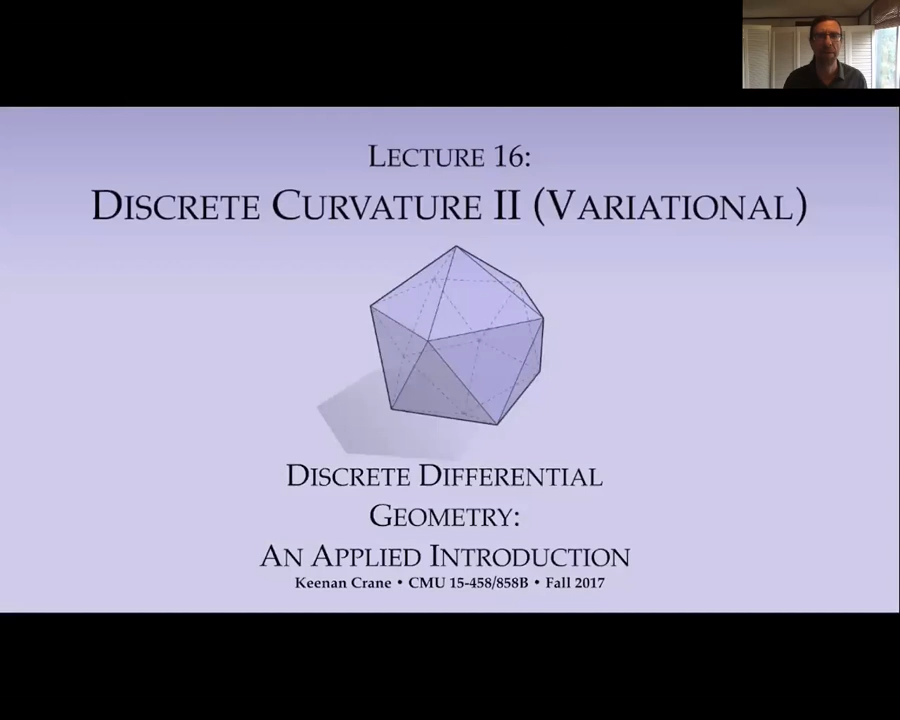 LECTURE 16:
DISCRETE CURVATURE II (VARIATIONAL)
DISCRETE DIFFERENTIAL
GEOMETRY:
AN APPLIED INTRODUCTION
Keenan Crane • CMU 15-458/858B • Fall 2017